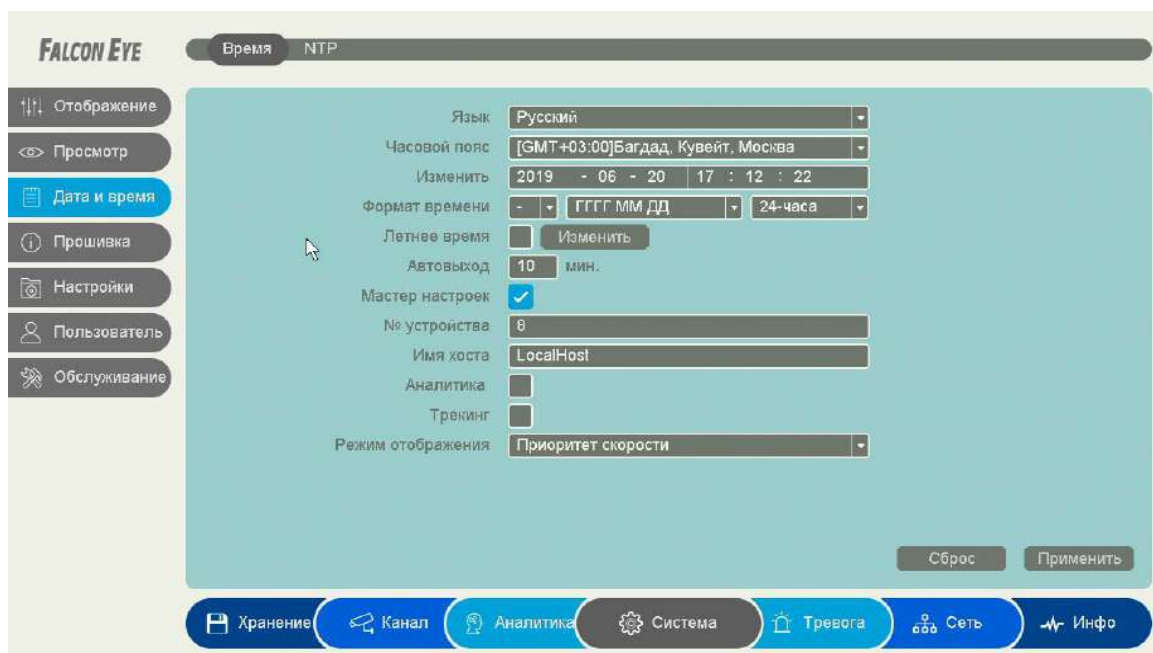 FALCON EYE
Время NTP
Отображение
Просмотр
Дата и время
Прошивка
Настройки
Пользователь
Обслуживание
Язык Русский
Часовой пояс [GMT+03:00]Багдад, Кувейт, Москва
Изменить 2019 - 06 - 20 17 : 12 : 22
Формат времени - ГГГГ ММ ДД 24-часа
Летнее время Изменить
Автовыход 10 мин.
Мастер настроек
№ устройства 8
Имя хоста LocalHost
Аналитика
Трекинг
Режим отображения Приоритет скорости
Сброс Применить
Хранение Канал Аналитика Система Тревога Сеть Инфо